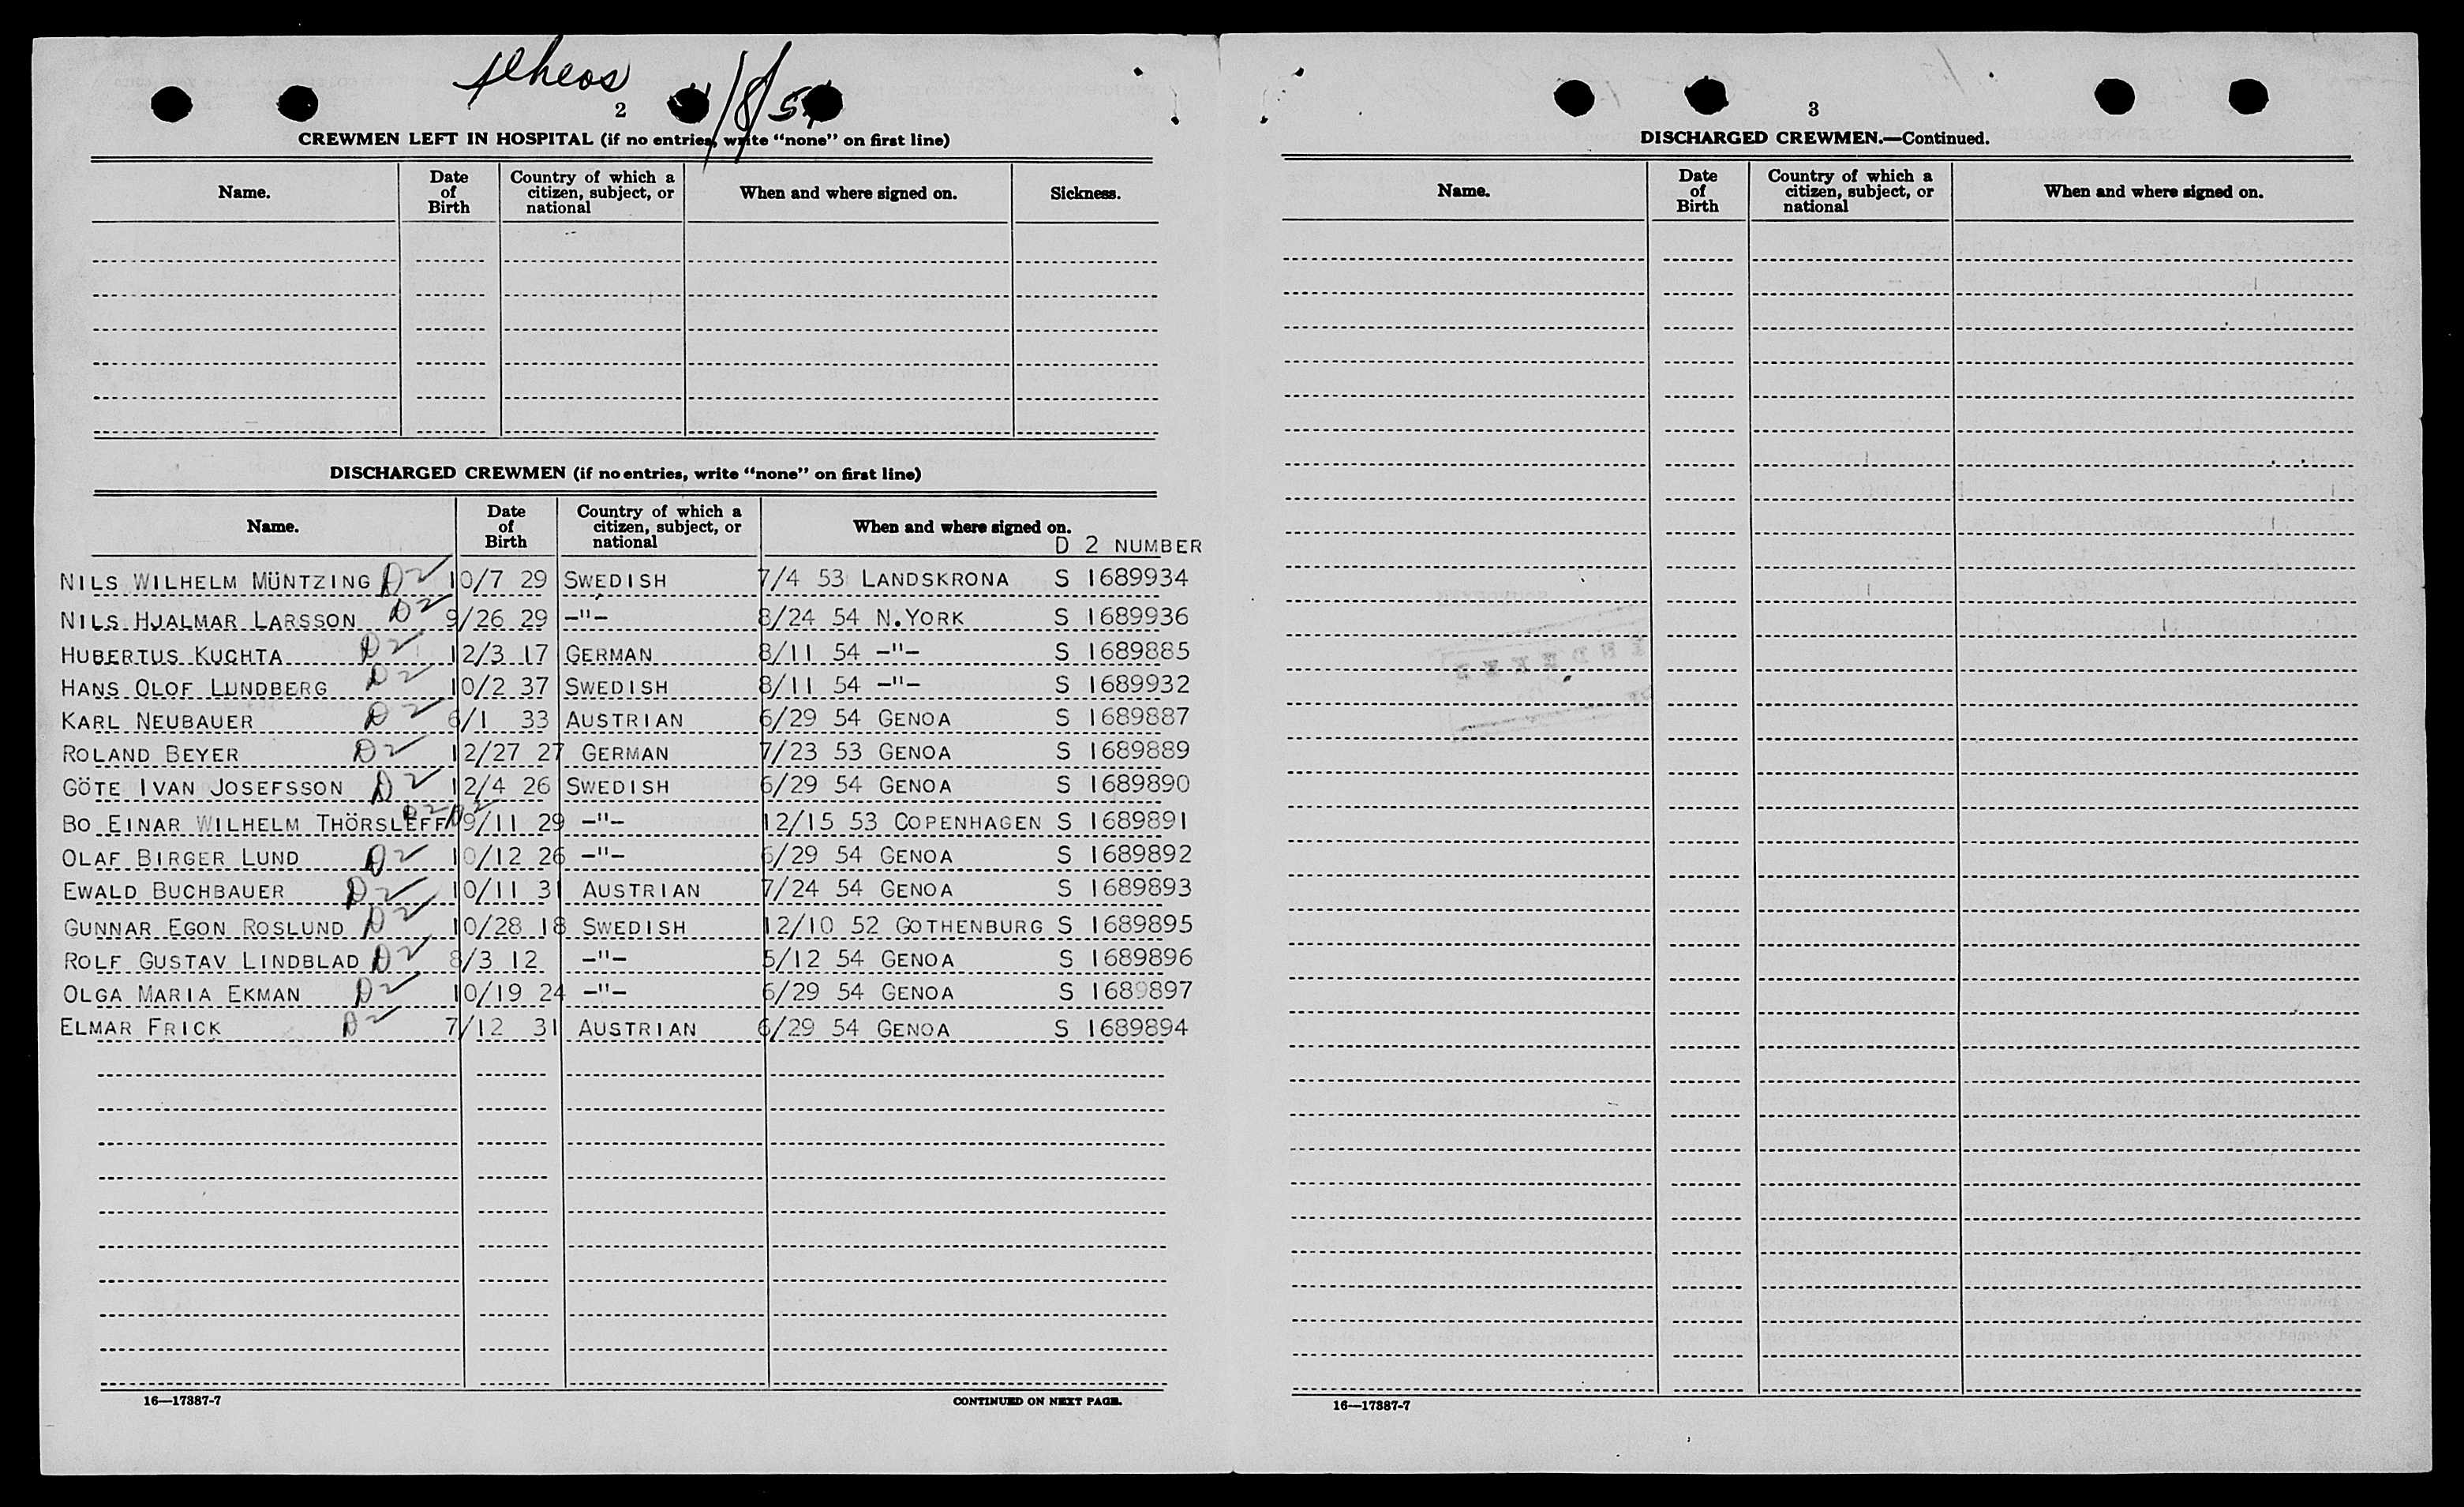 2
CREWMEN LEFT IN HOSPITAL (if no entries, write “none” on first line)
Name. Date of Birth Country of which a citizen, subject, or national When and where signed on. Sickness.
DISCHARGED CREWMEN (if no entries, write “none” on first line)
Name. Date of Birth Country of which a citizen, subject, or national When and where signed on.
D 2 NUMBER
NILS WILHELM MÜNTZING D2 10/7 29 SWEDISH 7/4 53 LANDSKRONA S 1689934
NILS HJALMAR LARSSON D2 9/26 29 –"– 8/24 54 N.YORK S 1689936
HUBERTUS KUCHTA D2 12/3 17 GERMAN 8/11 54 –"– S 1689885
HANS OLOF LUNDBERG D2 10/2 37 SWEDISH 8/11 54 –"– S 1689932
KARL NEUBAUER D2 6/1 33 AUSTRIAN 6/29 54 GENOA S 1689887
ROLAND BEYER D2 12/27 27 GERMAN 7/23 53 GENOA S 1689889
GÖTE IVAN JOSEFSSON D2 12/4 26 SWEDISH 6/29 54 GENOA S 1689890
BO EINAR WILHELM THÖRSLEFF D2 D2 9/11 29 –"– 12/15 53 COPENHAGEN S 1689891
OLAF BIRGER LUND D2 10/12 26 –"– 6/29 54 GENOA S 1689892
EWALD BUCHBAUER D2 10/11 31 AUSTRIAN 7/24 54 GENOA S 1689893
GUNNAR EGON ROSLUND D2 10/28 18 SWEDISH 12/10 52 GOTHENBURG S 1689895
ROLF GUSTAV LINDBLAD D2 8/3 12 –"– 5/12 54 GENOA S 1689896
OLGA MARIA EKMAN D2 10/19 24 –"– 6/29 54 GENOA S 1689897
ELMAR FRICK D2 7/12 31 AUSTRIAN 6/29 54 GENOA S 1689894
16—17387-7 CONTINUED ON NEXT PAGE.
3
DISCHARGED CREWMEN.—Continued.
Name. Date of Birth Country of which a citizen, subject, or national When and where signed on.
16—17387-7